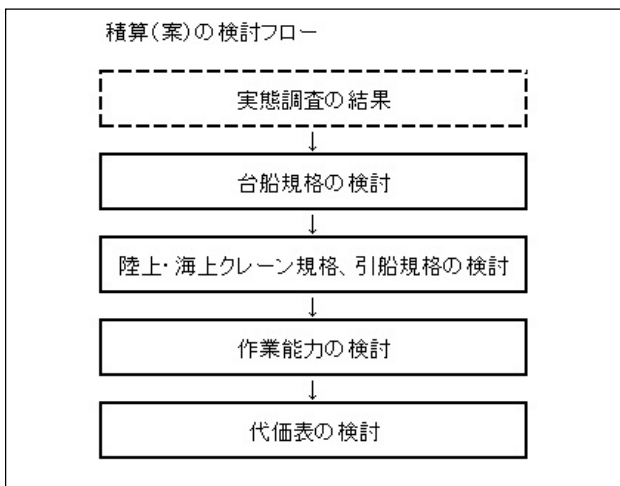 積算(案)の検討フロー
実態調査の結果
↓
台船規格の検討
↓
陸上・海上クレーン規格、引船規格の検討
↓
作業能力の検討
↓
代価表の検討